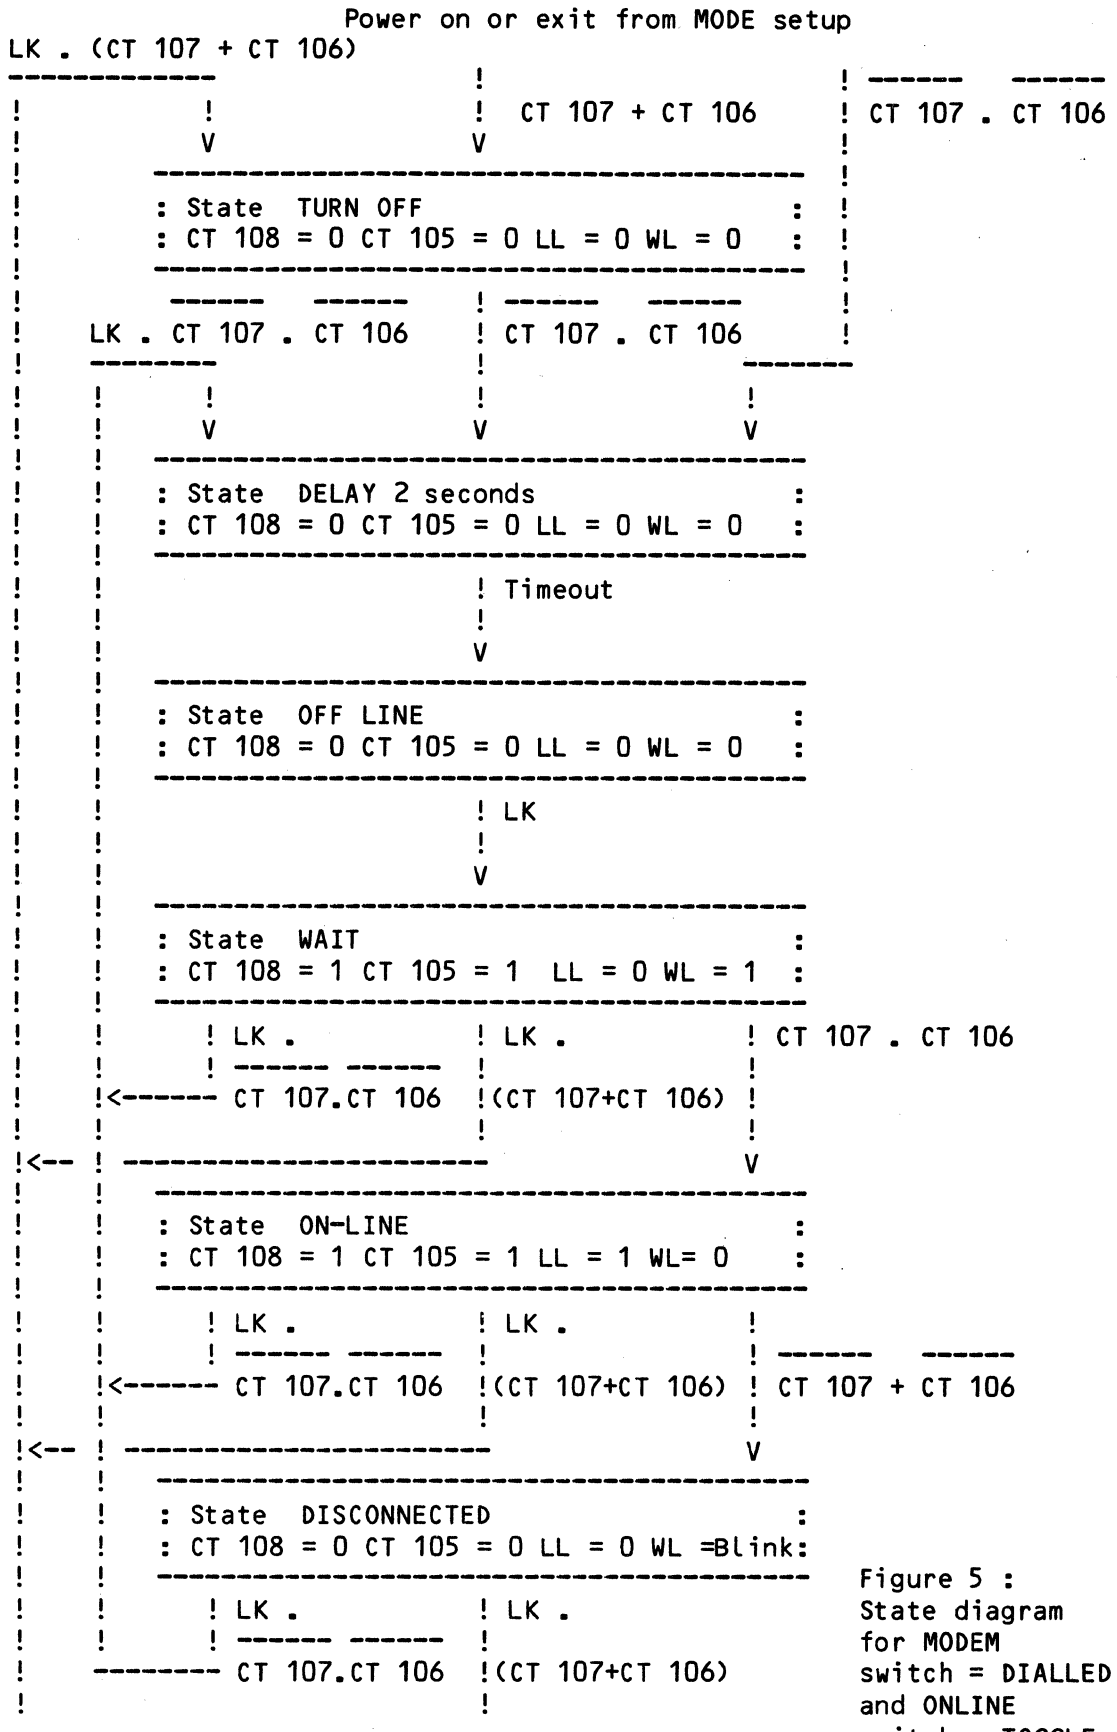 Power on or exit from MODE setup
LK . (CT 107 + CT 106)
CT 107 + CT 106
CT 107 . CT 106
: State TURN OFF :
: CT 108 = 0 CT 105 = 0 LL = 0 WL = 0 :
LK . CT 107 . CT 106 ! CT 107 . CT 106 !
: State DELAY 2 seconds :
: CT 108 = 0 CT 105 = 0 LL = 0 WL = 0 :
! Timeout
: State OFF LINE :
: CT 108 = 0 CT 105 = 0 LL = 0 WL = 0 :
! LK
: State WAIT :
: CT 108 = 1 CT 105 = 1 LL = 0 WL = 1 :
! LK . ! LK . ! CT 107 . CT 106
!<------ CT 107.CT 106 !(CT 107+CT 106) !
: State ON-LINE :
: CT 108 = 1 CT 105 = 1 LL = 1 WL= 0 :
! LK . ! LK . !
!<------ CT 107.CT 106 !(CT 107+CT 106) ! CT 107 + CT 106
: State DISCONNECTED :
: CT 108 = 0 CT 105 = 0 LL = 0 WL =Blink:
! LK . ! LK .
-------- CT 107.CT 106 !(CT 107+CT 106)
Figure 5 :
State diagram
for MODEM
switch = DIALLED
and ONLINE